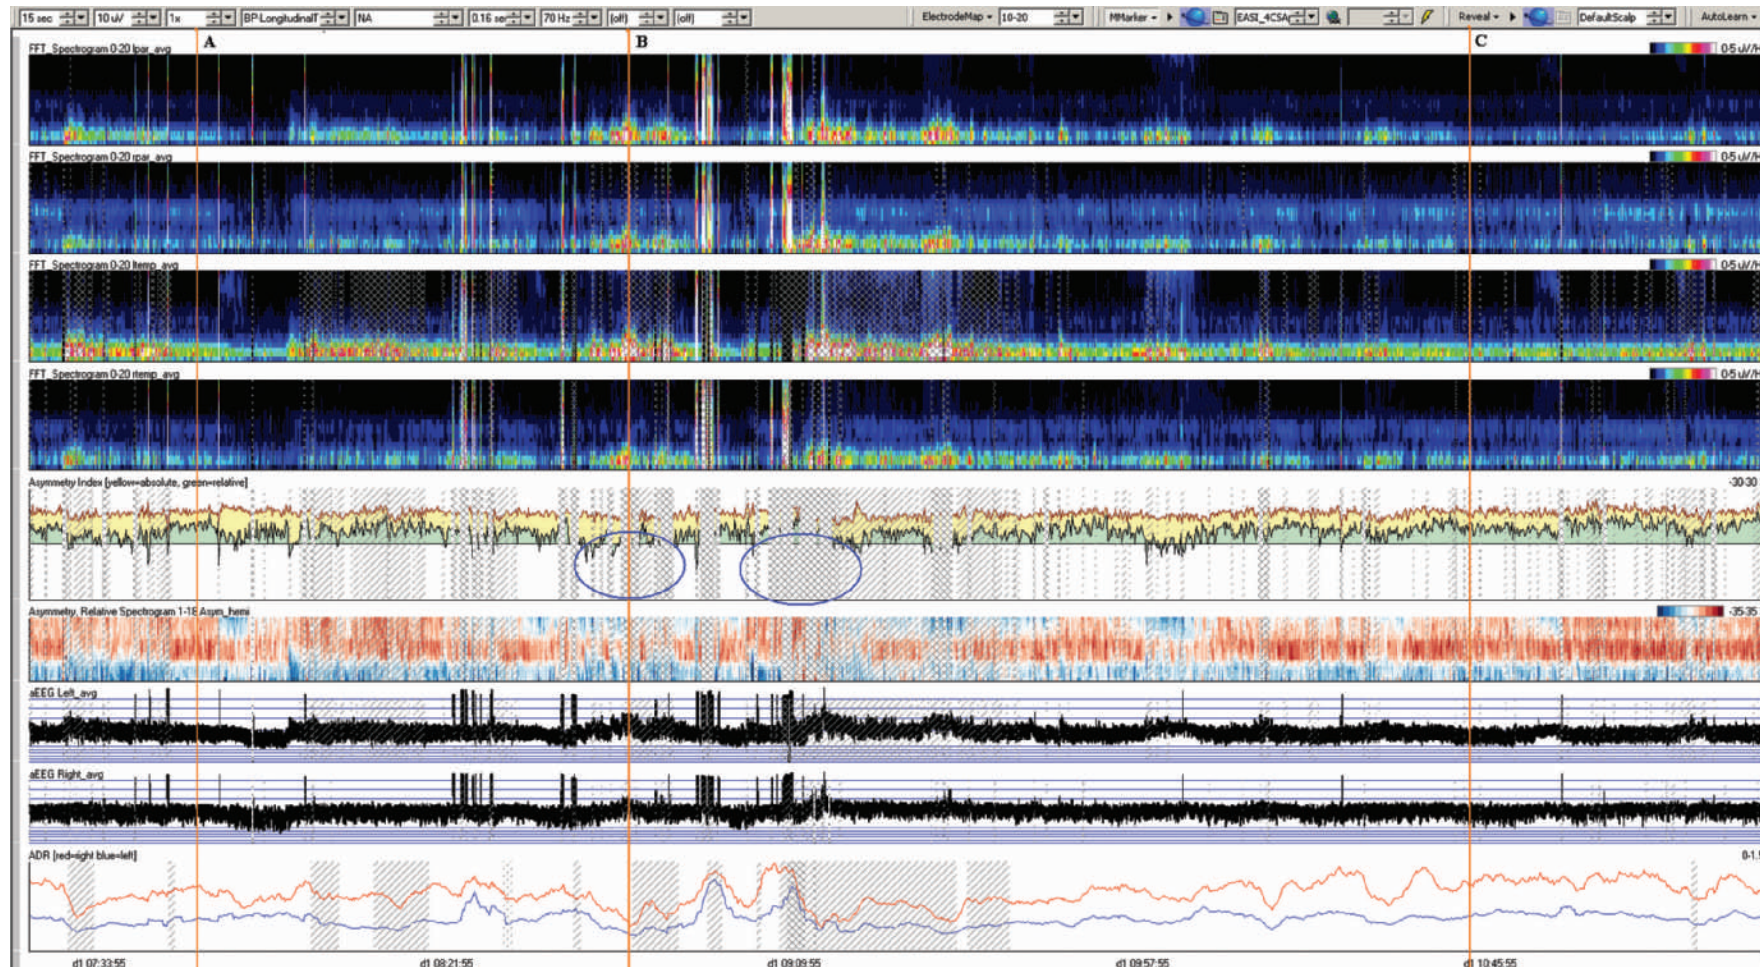 15 sec 10 uV 1x BP-LongitudinalT NA 0.16 sec 70 Hz (off) (off) ElectrodeMap - 10-20 MMarker - EASI_4CSA Reveal - DefaultScalp AutoLearn -
A B C
FFT_Spectrogram 0-20 lpar_avg 0-5 uV/H
FFT_Spectrogram 0-20 rpar_avg 0-5 uV/H
FFT_Spectrogram 0-20 ltemp_avg 0-5 uV/H
FFT_Spectrogram 0-20 rtemp_avg 0-5 uV/H
Asymmetry Index [yellow=absolute, green=relative] -30-30
Asymmetry, Relative Spectrogram 1-18 Asym_hemi -35-35
aEEG Left_avg
aEEG Right_avg
ADR [red=right blue=left] 0-1.
d1 07:33:55 d1 08:21:55 d1 09:09:55 d1 09:57:55 d1 10:45:55